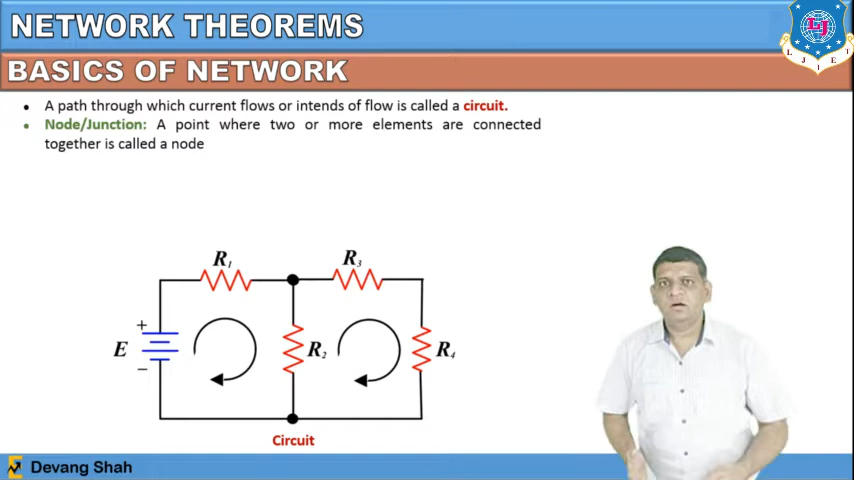 NETWORK THEOREMS
LJ
L J I E T
BASICS OF NETWORK
• A path through which current flows or intends of flow is called a circuit.
• Node/Junction: A point where two or more elements are connected
together is called a node
R1
R3
+
E
R2
R4
−
Circuit
Devang Shah